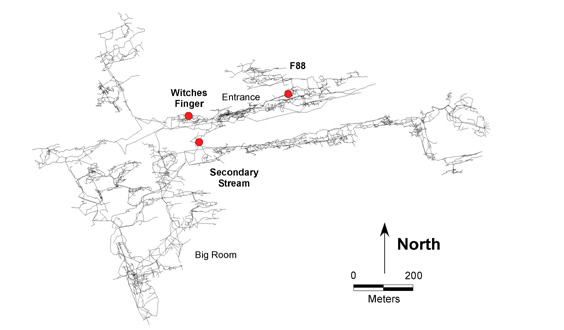 F88
Witches
Finger
Entrance
Secondary
Stream
Big Room
North
0 200
Meters